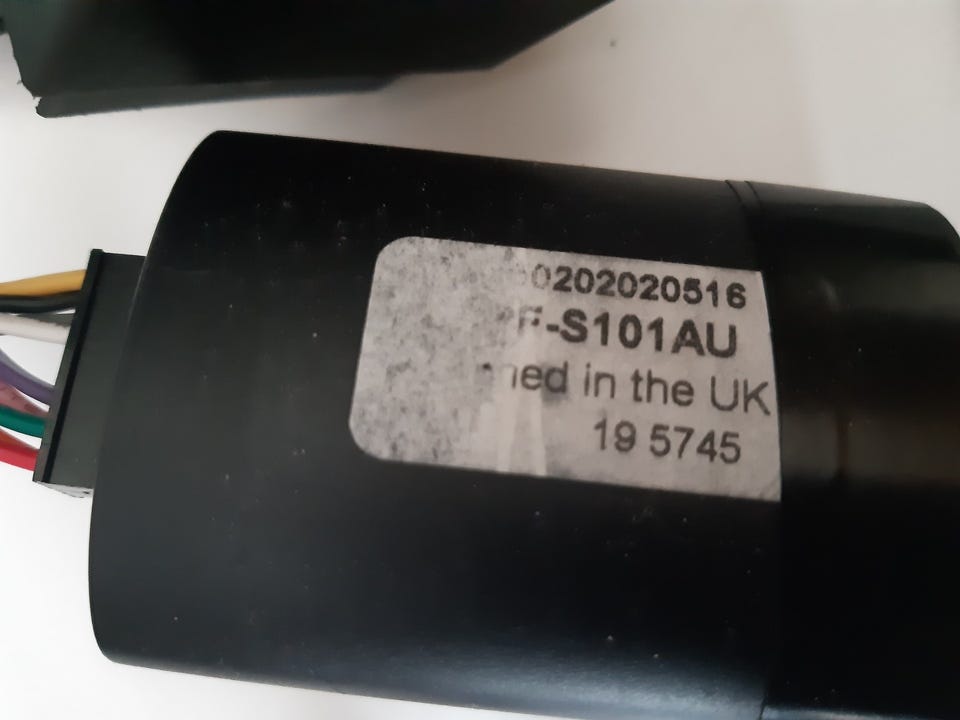 0202020516
F-S101AU
ned in the UK
19 5745